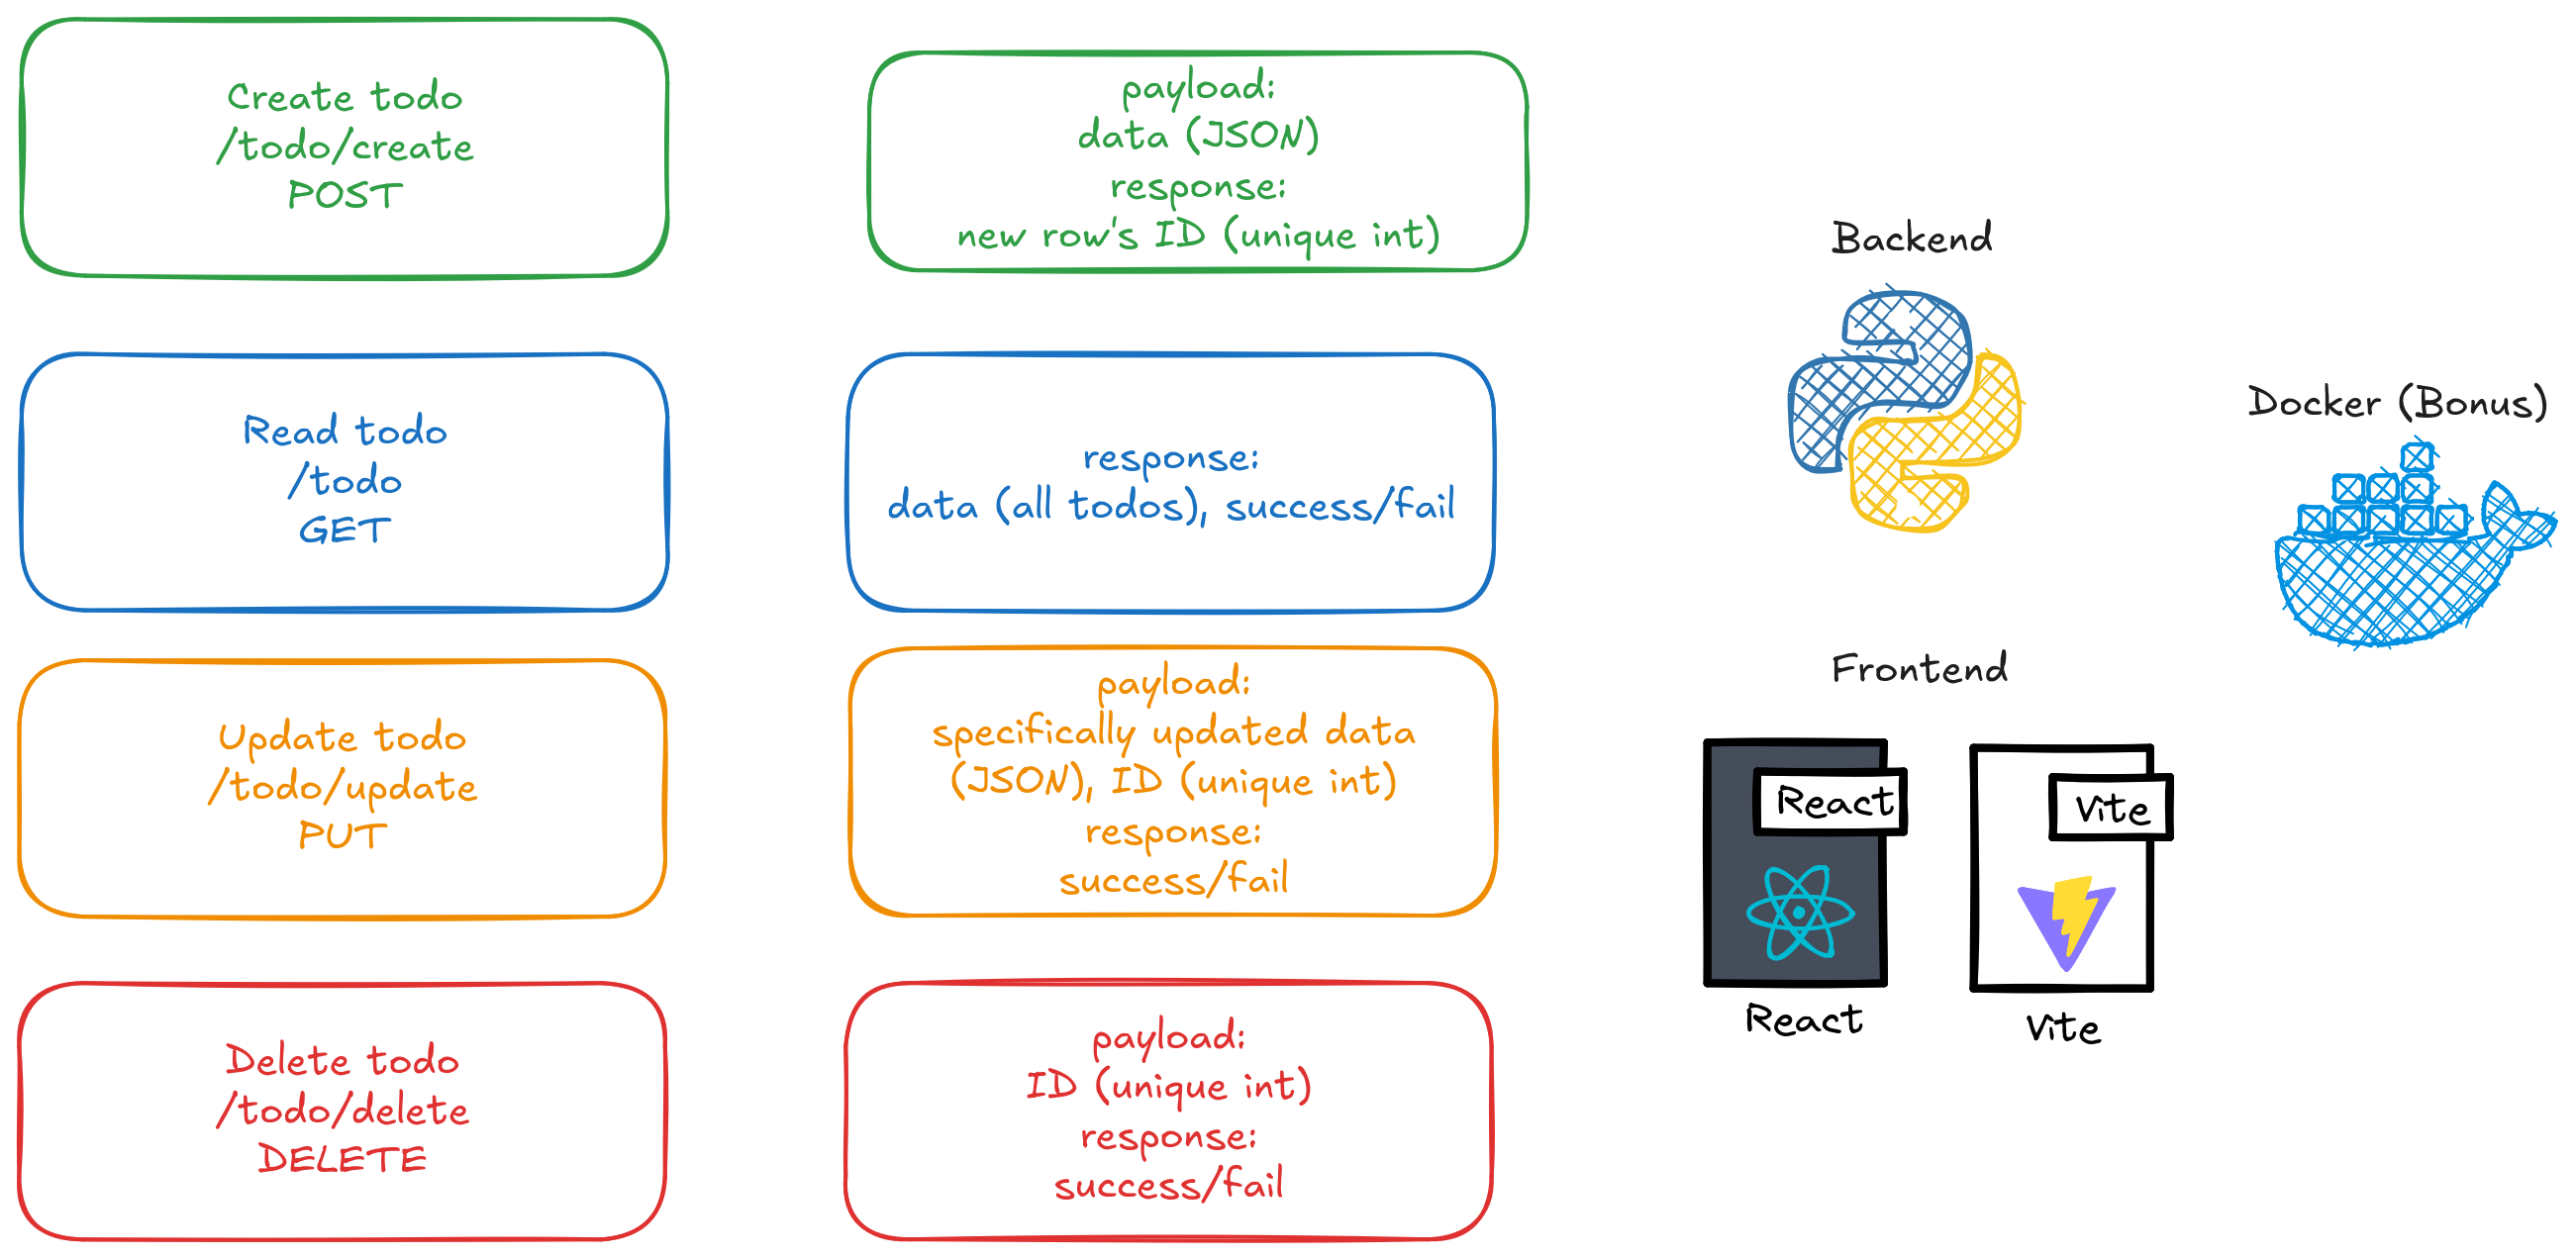 Create todo
/todo/create
POST
payload:
data (JSON)
response:
new row's ID (unique int)
Read todo
/todo
GET
response:
data (all todos), success/fail
Update todo
/todo/update
PUT
payload:
specifically updated data
(JSON), ID (unique int)
response:
success/fail
Delete todo
/todo/delete
DELETE
payload:
ID (unique int)
response:
success/fail
Backend
Docker (Bonus)
Frontend
React
Vite
React
Vite